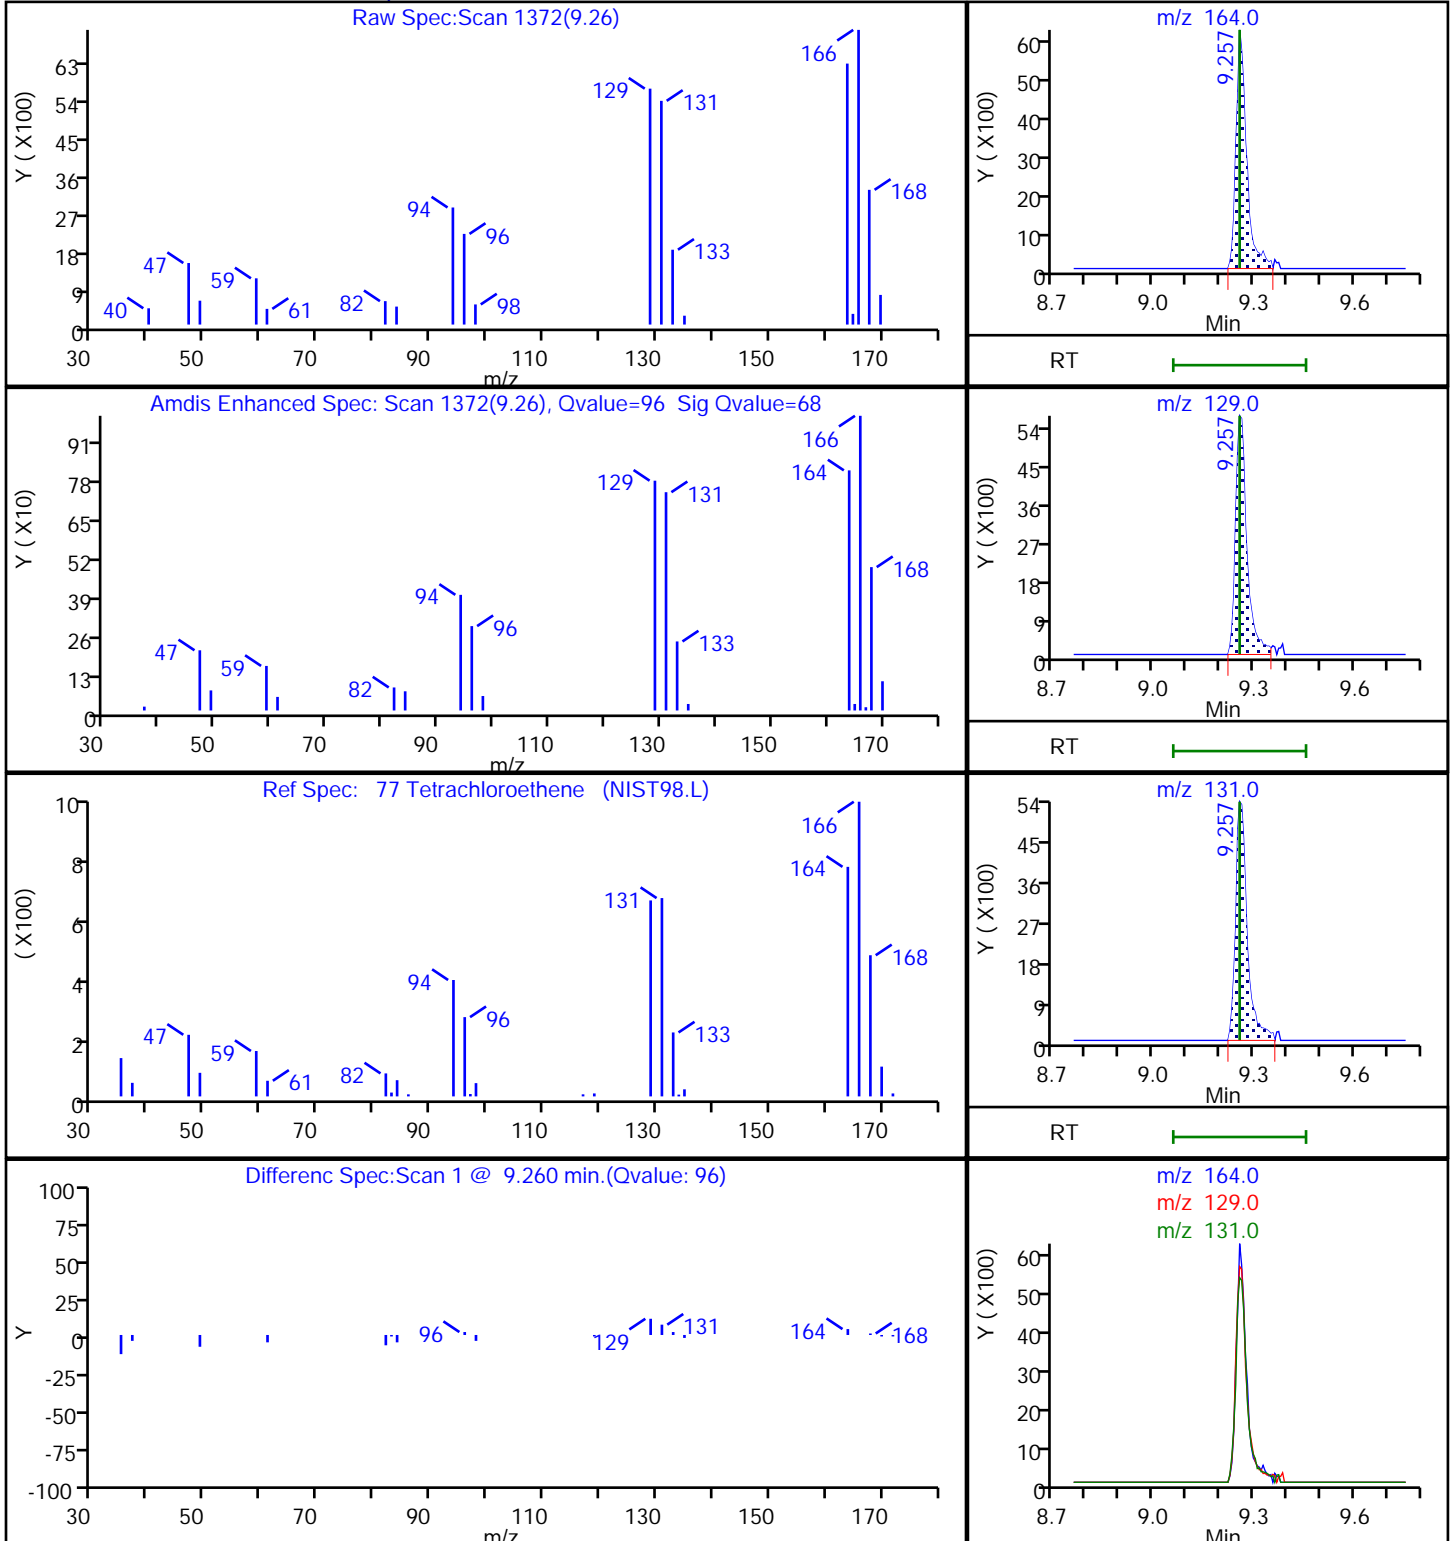 Raw Spec:Scan 1372(9.26)
Y ( X100)
63
54
45
36
27
18
9
0
166
129
131
168
94
96
133
47
59
40
61
82
98
30 50 70 90 110 130 150 170
m/z
m/z 164.0
Y ( X100)
60
50
40
30
20
10
0
9.257
8.7 9.0 9.3 9.6
Min
RT
Amdis Enhanced Spec: Scan 1372(9.26), Qvalue=96 Sig Qvalue=68
Y ( X10)
91
78
65
52
39
26
13
0
166
164
129
131
168
94
96
133
47
59
82
30 50 70 90 110 130 150 170
m/z
m/z 129.0
Y ( X100)
54
45
36
27
18
9
0
9.257
8.7 9.0 9.3 9.6
Min
RT
Ref Spec: 77 Tetrachloroethene (NIST98.L)
( X100)
10
8
6
4
2
0
166
164
131
168
94
96
133
47
59
61
82
30 50 70 90 110 130 150 170
m/z 131.0
Y ( X100)
54
45
36
27
18
9
0
9.257
8.7 9.0 9.3 9.6
Min
RT
Differenc Spec:Scan 1 @ 9.260 min.(Qvalue: 96)
Y
100
75
50
25
0
-25
-50
-75
-100
96
129
131
164
168
30 50 70 90 110 130 150 170
m/z
m/z 164.0
m/z 129.0
m/z 131.0
Y ( X100)
60
50
40
30
20
10
0
8.7 9.0 9.3 9.6
Min